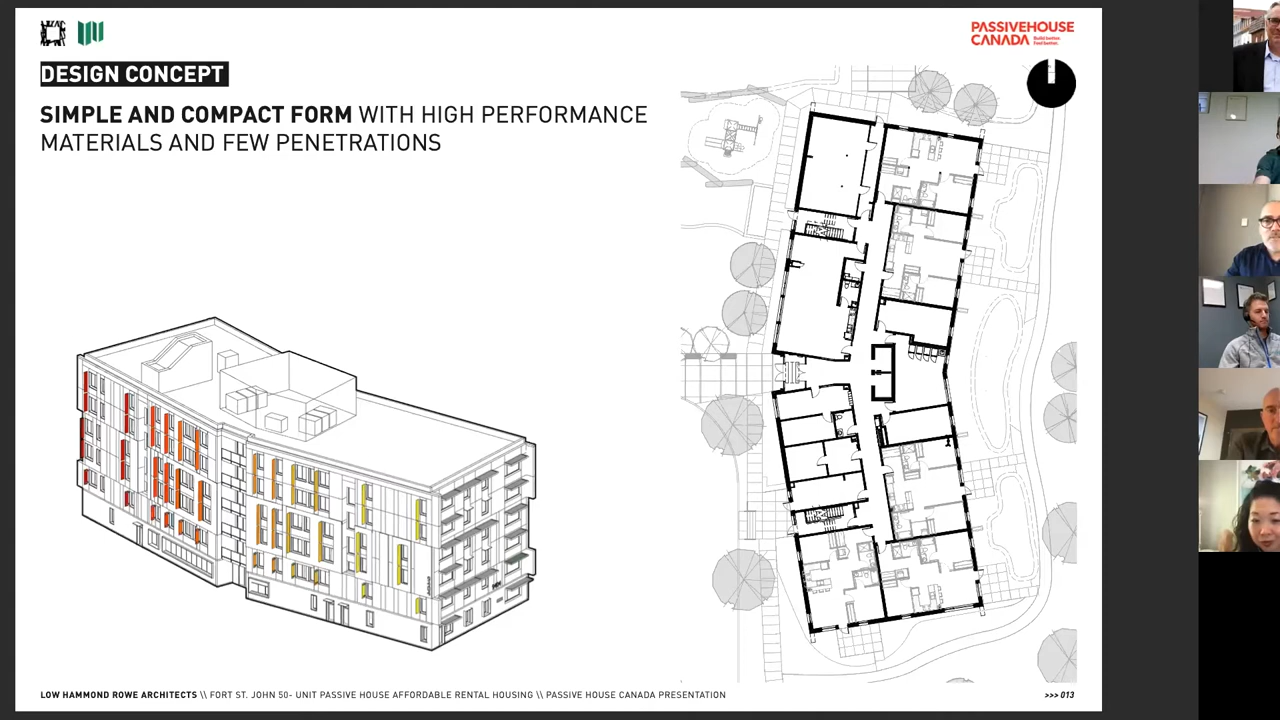 PASSIVEHOUSE
CANADA Build better.
Feel better.
DESIGN CONCEPT
SIMPLE AND COMPACT FORM WITH HIGH PERFORMANCE
MATERIALS AND FEW PENETRATIONS
LOW HAMMOND ROWE ARCHITECTS \\ FORT ST. JOHN 50- UNIT PASSIVE HOUSE AFFORDABLE RENTAL HOUSING \\ PASSIVE HOUSE CANADA PRESENTATION
>>> 013